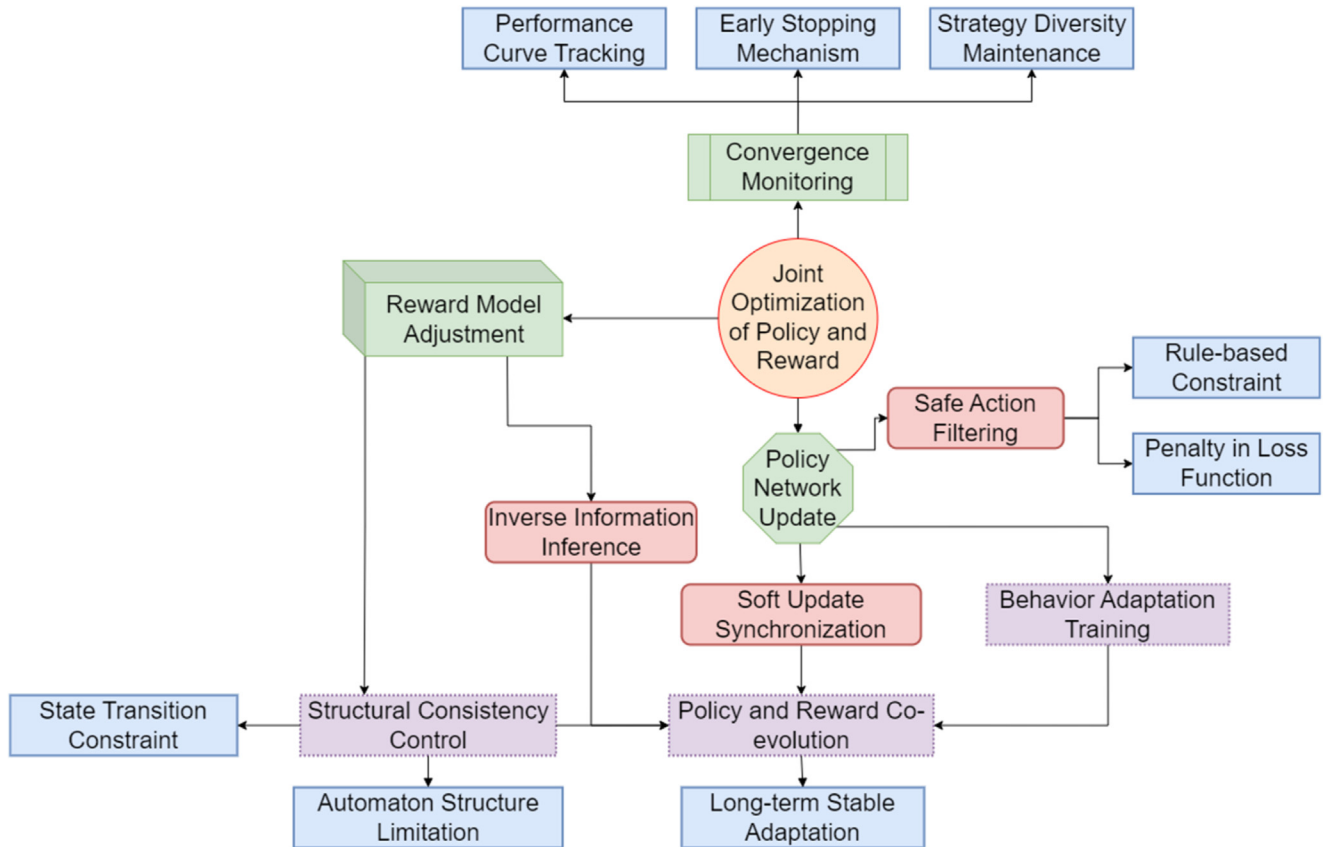 Performance
Curve Tracking
Early Stopping
Mechanism
Strategy Diversity
Maintenance
Convergence
Monitoring
Joint
Optimization
of Policy and
Reward
Reward Model
Adjustment
Rule-based
Constraint
Safe Action
Filtering
Penalty in Loss
Function
Policy
Network
Update
Inverse Information
Inference
Soft Update
Synchronization
Behavior Adaptation
Training
State Transition
Constraint
Structural Consistency
Control
Policy and Reward Co-
evolution
Automaton Structure
Limitation
Long-term Stable
Adaptation